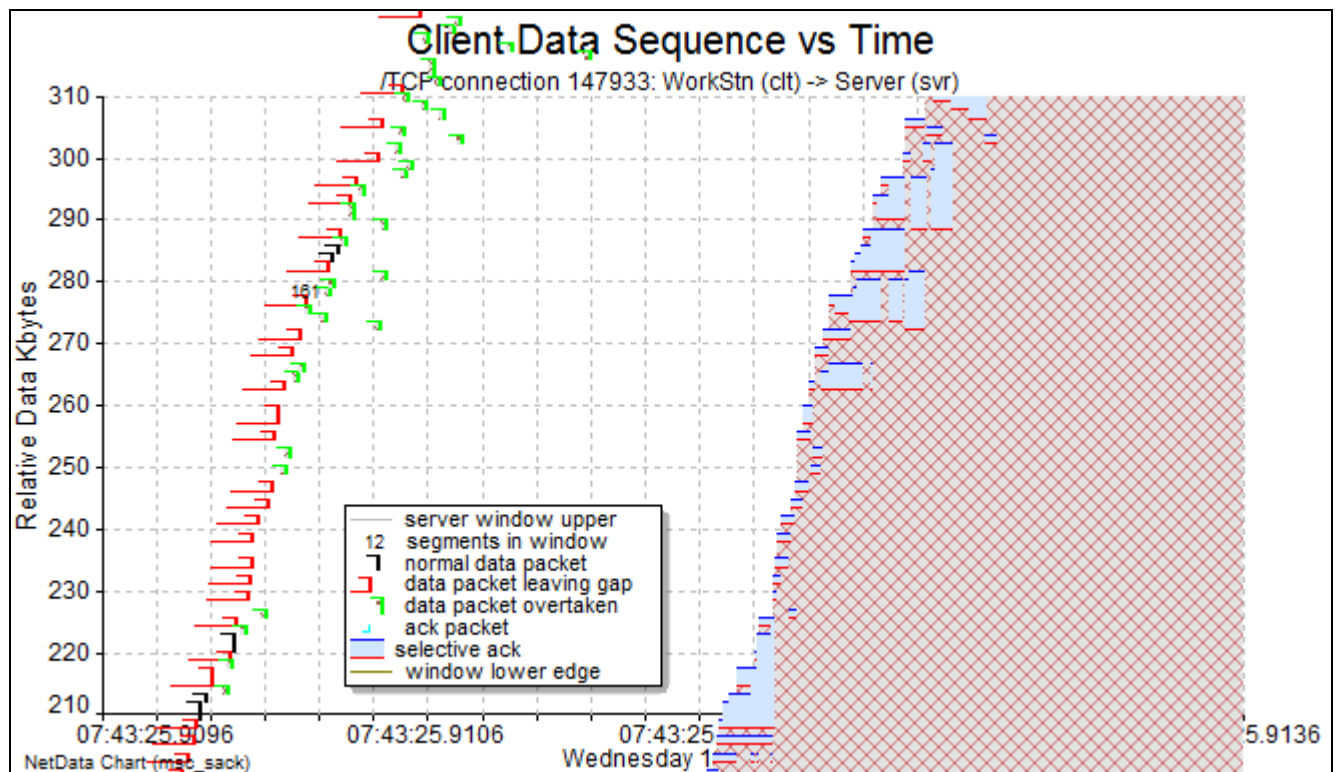 Client Data Sequence vs Time
/TCP connection 147933: WorkStn (clt) -> Server (svr)
310
300
290
280
270
260
250
240
230
220
210
Relative Data Kbytes
161
server window upper
12 segments in window
normal data packet
data packet leaving gap
data packet overtaken
ack packet
selective ack
window lower edge
07:43:25.9096
07:43:25.9106
07:43:25
5.9136
Wednesday 1
NetData Chart (msc_sack)